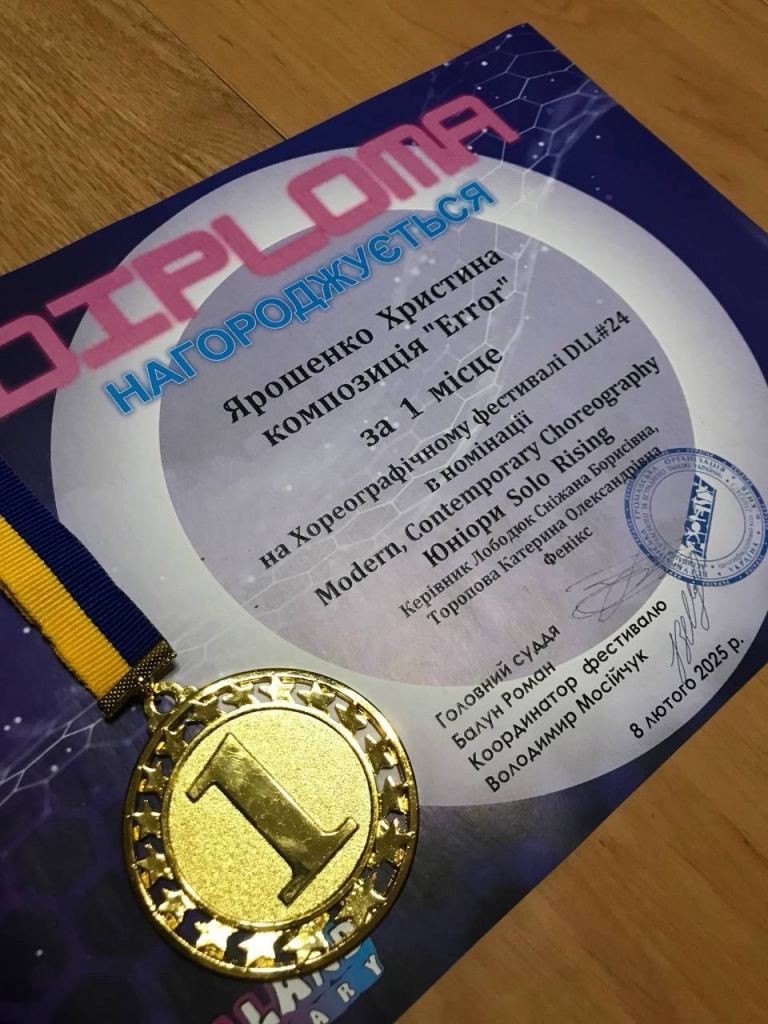 DIPLOMA
НАГОРОДЖУЄТЬСЯ
Ярошенко Христина
композиція "Error"
за 1 місце
на Хореографічному фестивалі DLL#24
в номінації
Modern, Contemporary Choreography
Юніори Solo Rising
Керівник Лободюк Сніжана Борисівна,
Торопова Катерина Олександрівна
Фенікс
Головний суддя
Балун Роман
Координатор фестивалю
Володимир Мосійчук
8 лютого 2025 р.
1